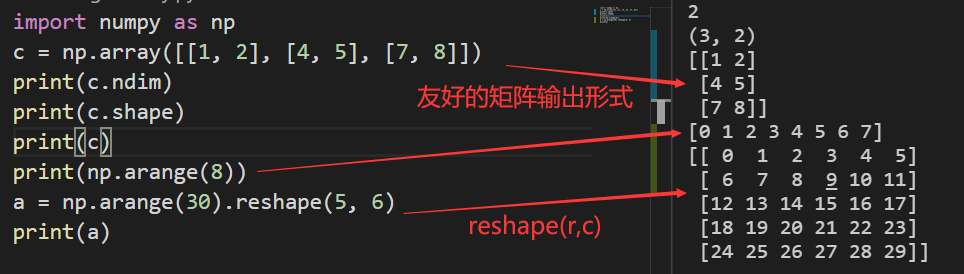 import numpy as np
c = np.array([[1, 2], [4, 5], [7, 8]])
print(c.ndim)
print(c.shape)
print(c)
print(np.arange(8))
a = np.arange(30).reshape(5, 6)
print(a)
友好的矩阵输出形式
reshape(r,c)
2
(3, 2)
[[1 2]
 [4 5]
 [7 8]]
[0 1 2 3 4 5 6 7]
[[ 0  1  2  3  4  5]
 [ 6  7  8  9 10 11]
 [12 13 14 15 16 17]
 [18 19 20 21 22 23]
 [24 25 26 27 28 29]]